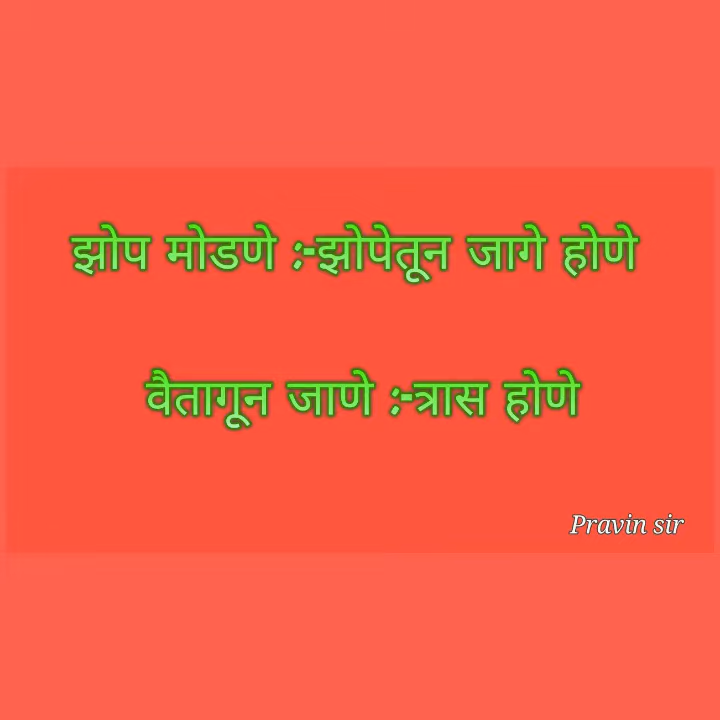 झोप मोडणे :-झोपेतून जागे होणे
वैतागून जाणे :-त्रास होणे
Pravin sir